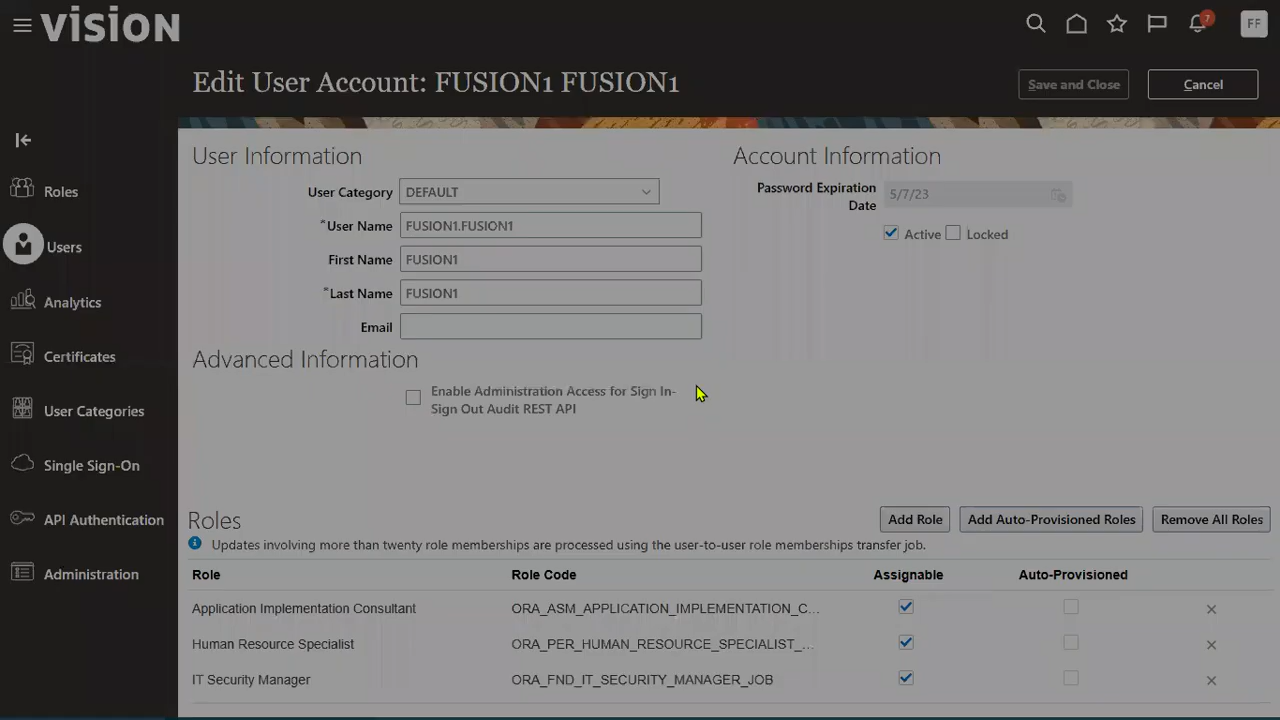 vision
7
FF
Edit User Account: FUSION1 FUSION1
Save and Close
Cancel
Roles
Users
Analytics
Certificates
User Categories
Single Sign-On
API Authentication
Administration
User Information
User Category DEFAULT
*User Name FUSION1.FUSION1
First Name FUSION1
*Last Name FUSION1
Email
Account Information
Password Expiration
Date
5/7/23
Active
Locked
Advanced Information
Enable Administration Access for Sign In-
Sign Out Audit REST API
Roles
Add Role
Add Auto-Provisioned Roles
Remove All Roles
Updates involving more than twenty role memberships are processed using the user-to-user role memberships transfer job.
Role Role Code Assignable Auto-Provisioned
Application Implementation Consultant ORA_ASM_APPLICATION_IMPLEMENTATION_C...
Human Resource Specialist ORA_PER_HUMAN_RESOURCE_SPECIALIST_...
IT Security Manager ORA_FND_IT_SECURITY_MANAGER_JOB